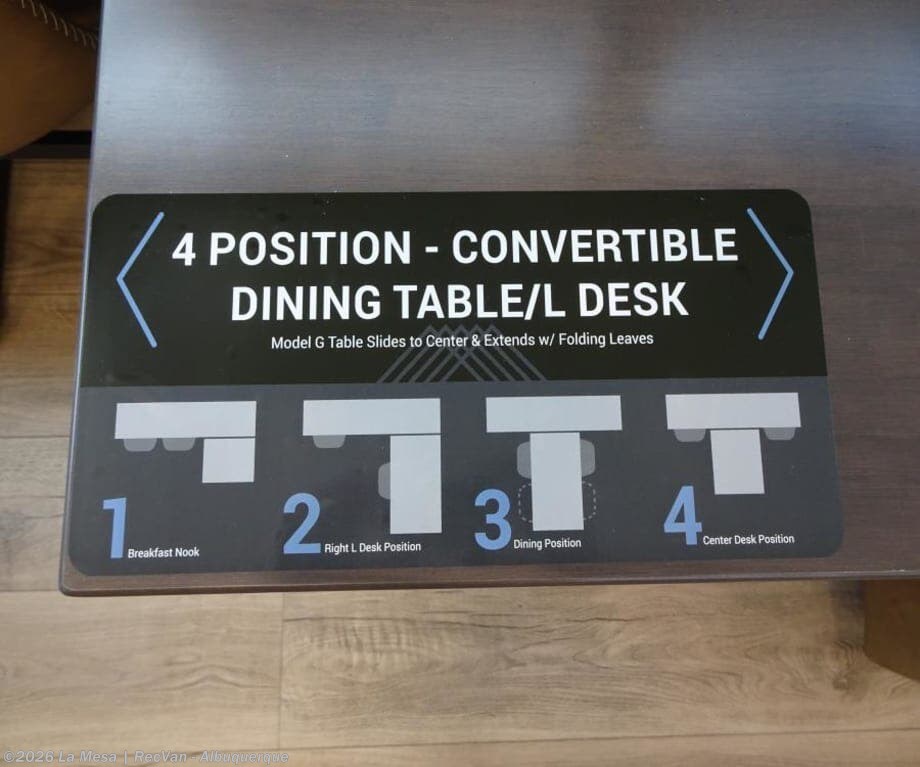 4 POSITION - CONVERTIBLE
DINING TABLE/L DESK
Model G Table Slides to Center & Extends w/ Folding Leaves
1 Breakfast Nook
2 Right L Desk Position
3 Dining Position
4 Center Desk Position
©2026 La Mesa | RecVan - Albuquerque